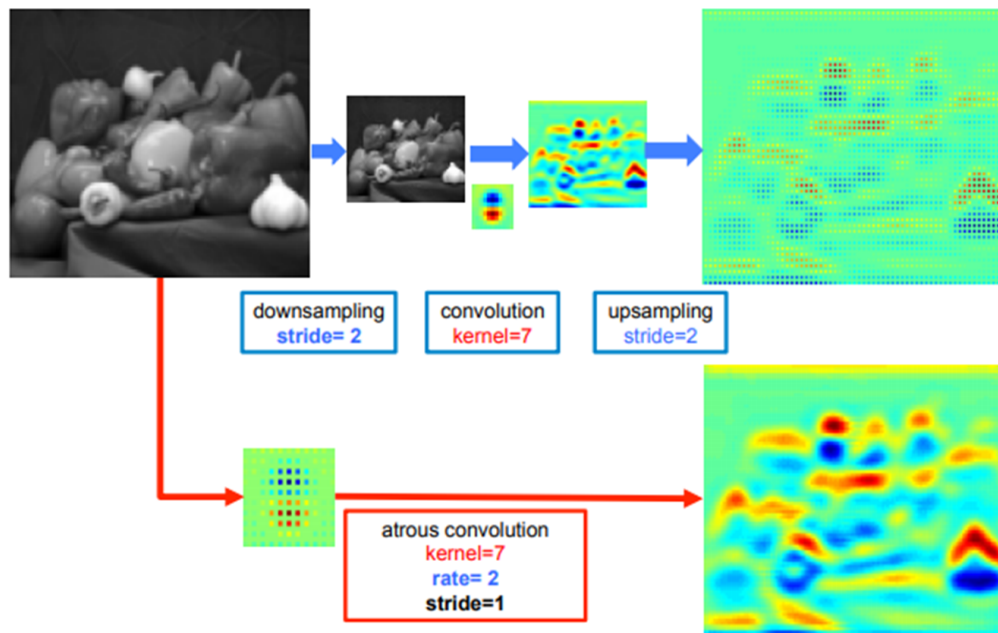 downsampling
stride= 2
convolution
kernel=7
upsampling
stride=2
atrous convolution
kernel=7
rate= 2
stride=1